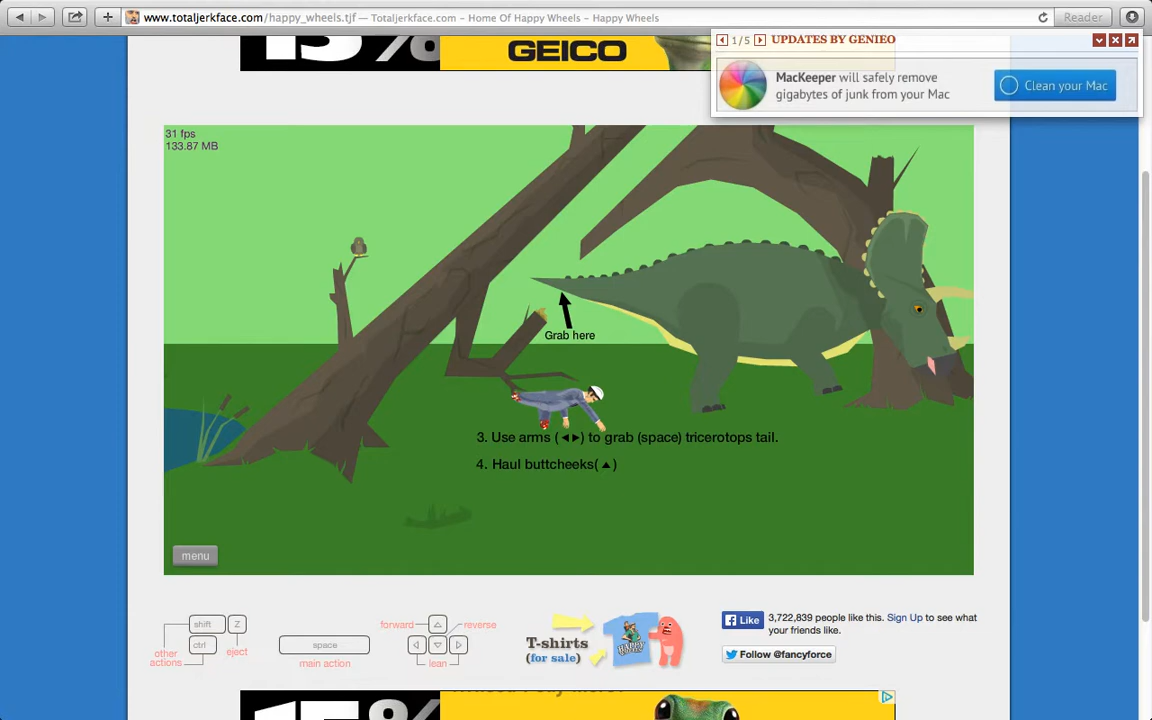 www.totaljerkface.com/happy_wheels.tjf — Totaljerkface.com – Home Of Happy Wheels – Happy Wheels
Reader
1/5 UPDATES BY GENIEO
15%
GEICO
MacKeeper will safely remove
gigabytes of junk from your Mac
Clean your Mac
31 fps
133.87 MB
Grab here
3. Use arms (◄►) to grab (space) tricerotops tail.
4. Haul buttcheeks(▲)
menu
shift
Z
ctrl
other
actions
eject
space
main action
forward
reverse
lean
T-shirts
(for sale)
Like
3,722,839 people like this. Sign Up to see what
your friends like.
Follow @fancyforce
15%